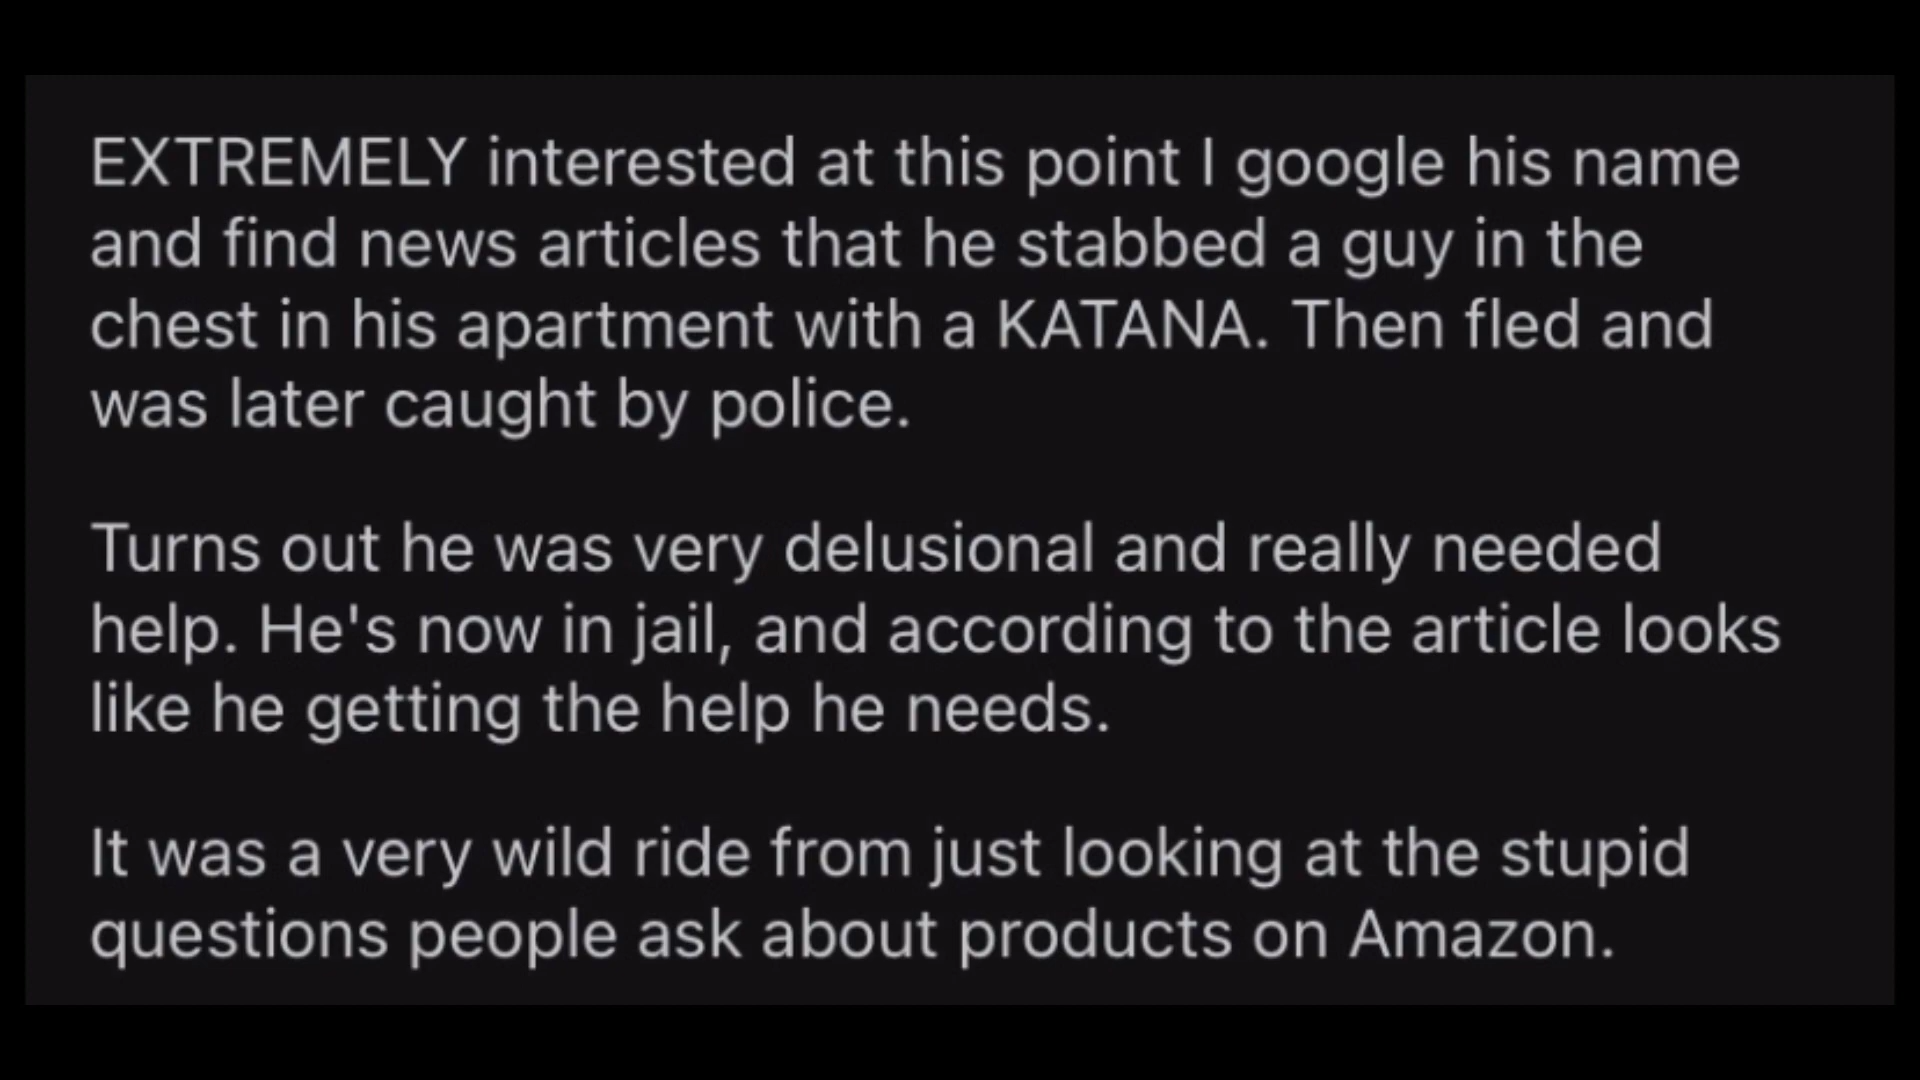 EXTREMELY interested at this point I google his name
and find news articles that he stabbed a guy in the
chest in his apartment with a KATANA. Then fled and
was later caught by police.
Turns out he was very delusional and really needed
help. He's now in jail, and according to the article looks
like he getting the help he needs.
It was a very wild ride from just looking at the stupid
questions people ask about products on Amazon.